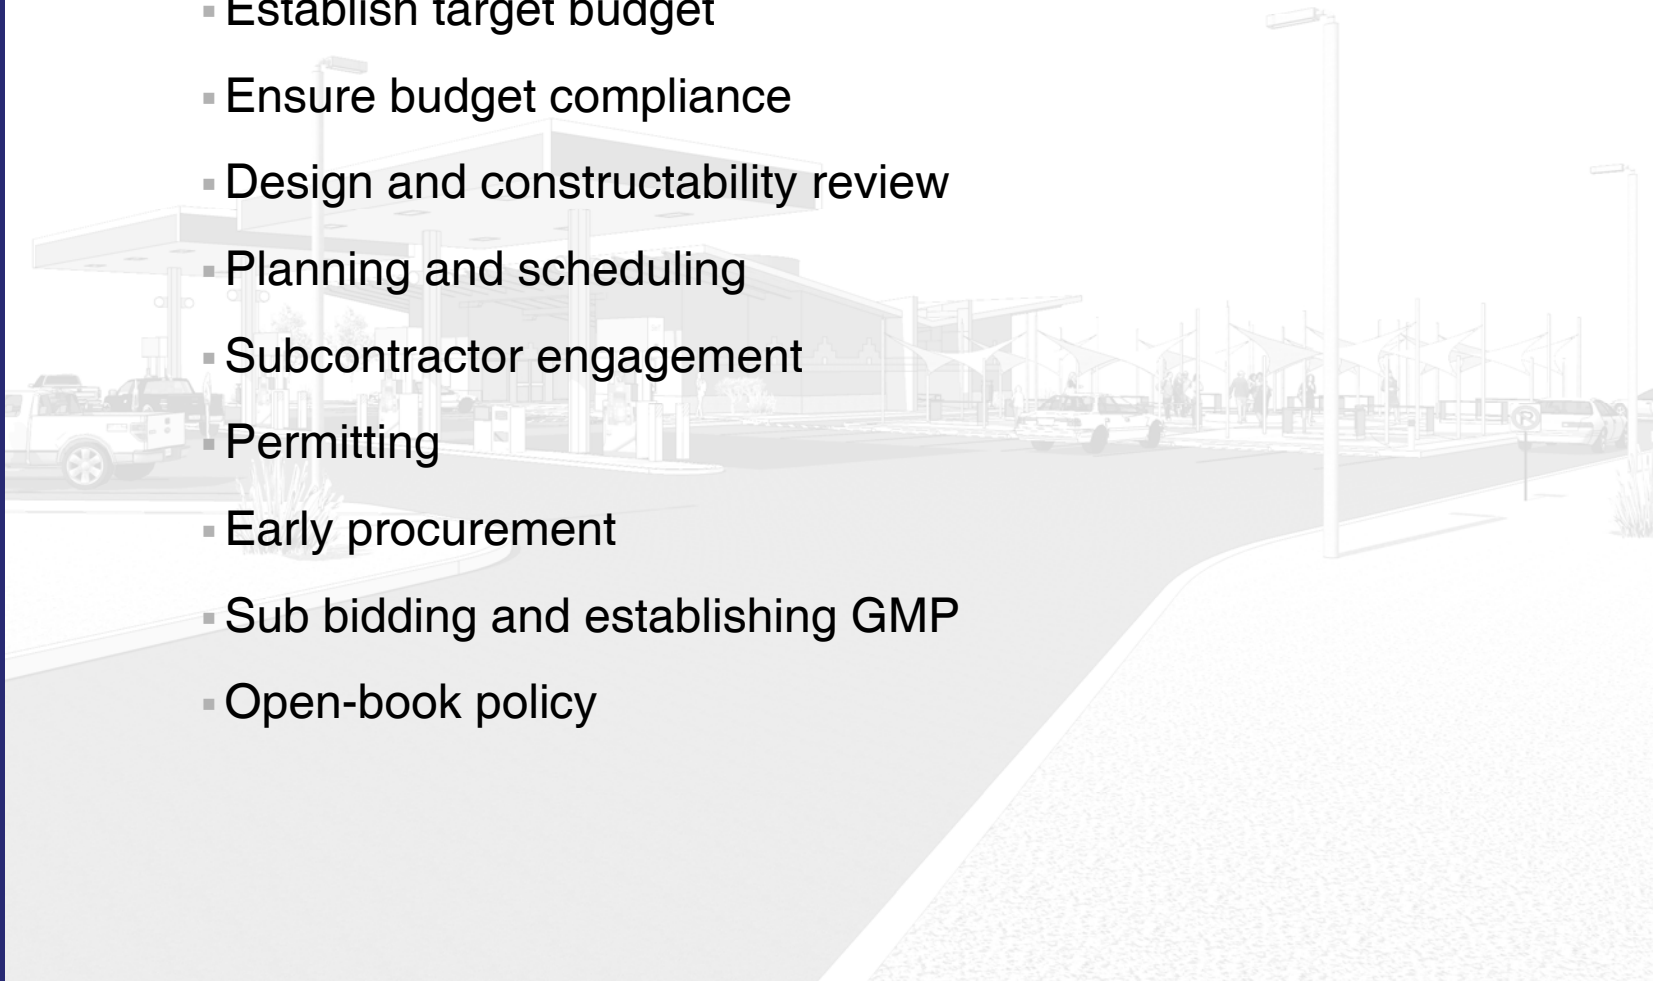 ▪Establish target budget
▪Ensure budget compliance
▪Design and constructability review
▪Planning and scheduling
▪Subcontractor engagement
▪Permitting
▪Early procurement
▪Sub bidding and establishing GMP
▪Open-book policy